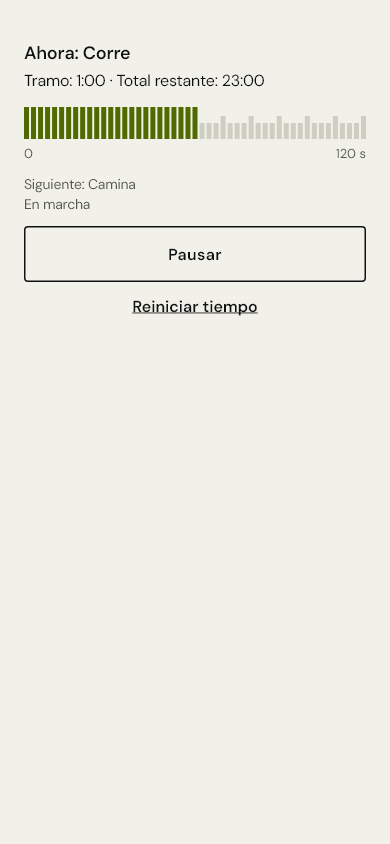 Ahora: Corre
Tramo: 1:00 · Total restante: 23:00
0 120 s
Siguiente: Camina
En marcha
Pausar
Reiniciar tiempo